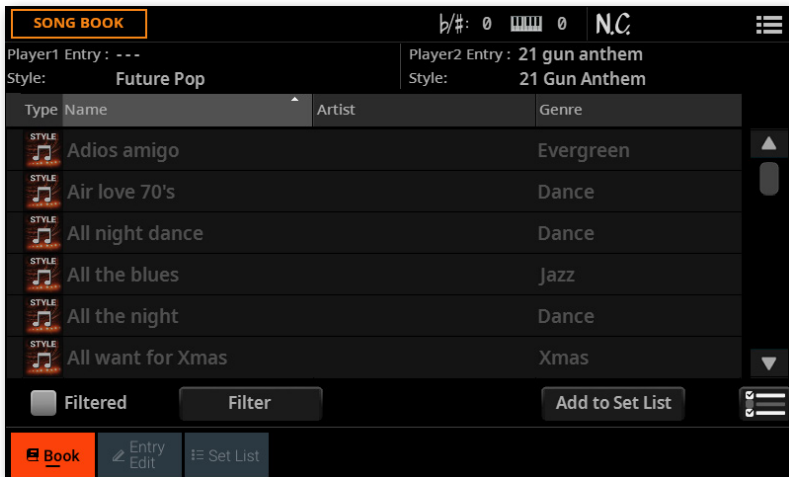 SONG BOOK ♭/#: 0 0 N.C.
Player1 Entry : - - - Player2 Entry : 21 gun anthem
Style: Future Pop Style: 21 Gun Anthem
Type Name Artist Genre
STYLE Adios amigo Evergreen
STYLE Air love 70's Dance
STYLE All night dance Dance
STYLE All the blues Jazz
STYLE All the night Dance
STYLE All want for Xmas Xmas
Filtered Filter Add to Set List
Book Entry Edit Set List